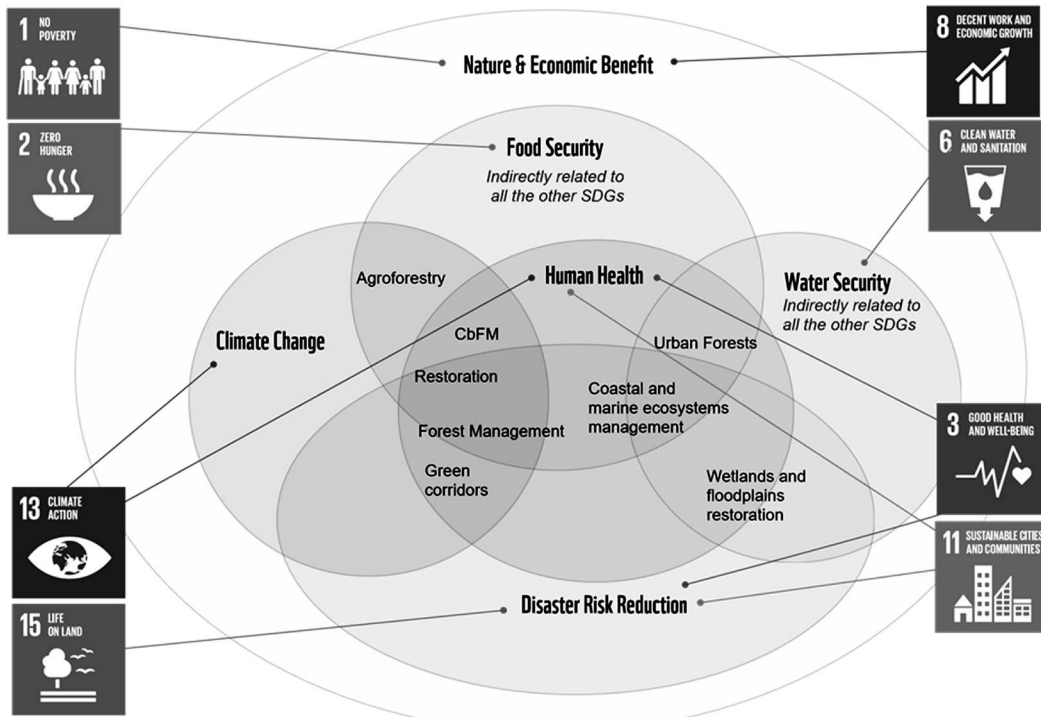 1 NO
POVERTY
2 ZERO
HUNGER
Nature & Economic Benefit
8 DECENT WORK AND
ECONOMIC GROWTH
6 CLEAN WATER
AND SANITATION
Food Security
Indirectly related to
all the other SDGs
Agroforestry
Human Health
Water Security
Indirectly related to
all the other SDGs
Climate Change
CbFM
Urban Forests
Restoration
Coastal and
marine ecosystems
management
Forest Management
Green
corridors
Wetlands and
floodplains
restoration
3 GOOD HEALTH
AND WELL-BEING
13 CLIMATE
ACTION
11 SUSTAINABLE CITIES
AND COMMUNITIES
Disaster Risk Reduction
15 LIFE
ON LAND